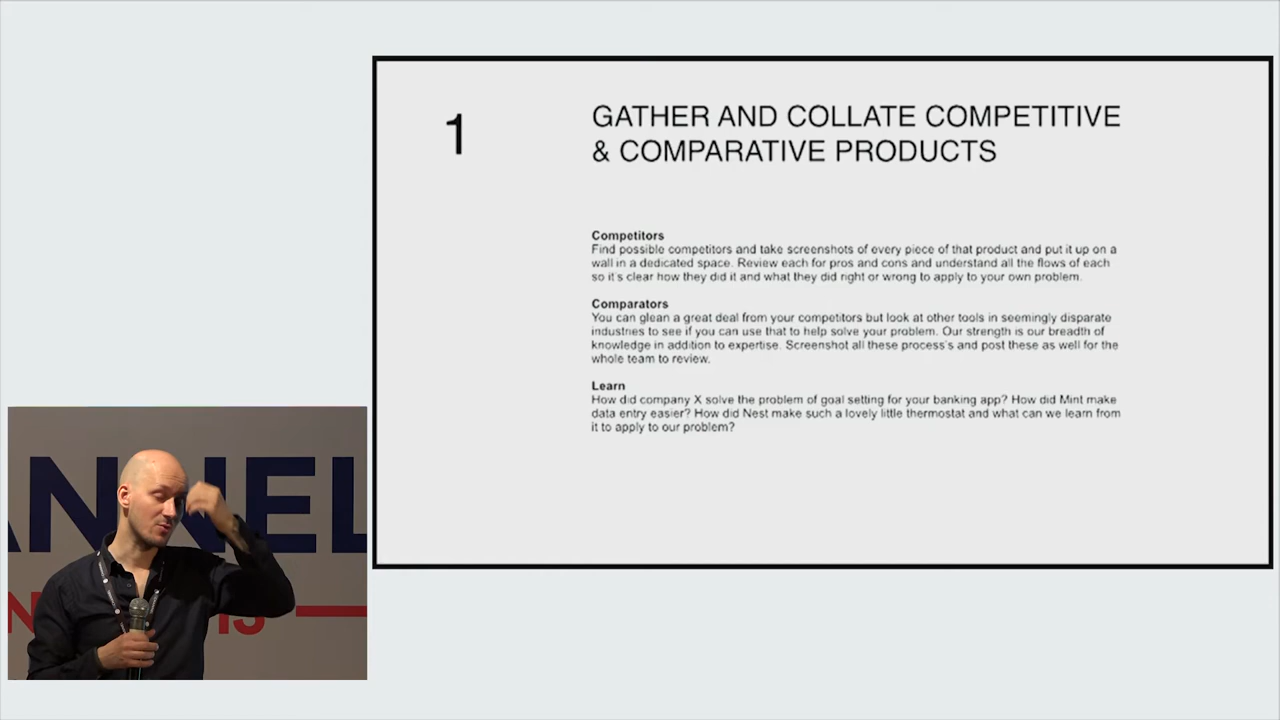 1
GATHER AND COLLATE COMPETITIVE
& COMPARATIVE PRODUCTS
Competitors
Find possible competitors and take screenshots of every piece of that product and put it up on a
wall in a dedicated space. Review each for pros and cons and understand all the flows of each
so it's clear how they did it and what they did right or wrong to apply to your own problem.
Comparators
You can glean a great deal from your competitors but look at other tools in seemingly disparate
industries to see if you can use that to help solve your problem. Our strength is our breadth of
knowledge in addition to expertise. Screenshot all these process's and post these as well for the
whole team to review.
Learn
How did company X solve the problem of goal setting for your banking app? How did Mint make
data entry easier? How did Nest make such a lovely little thermostat and what can we learn from
it to apply to our problem?